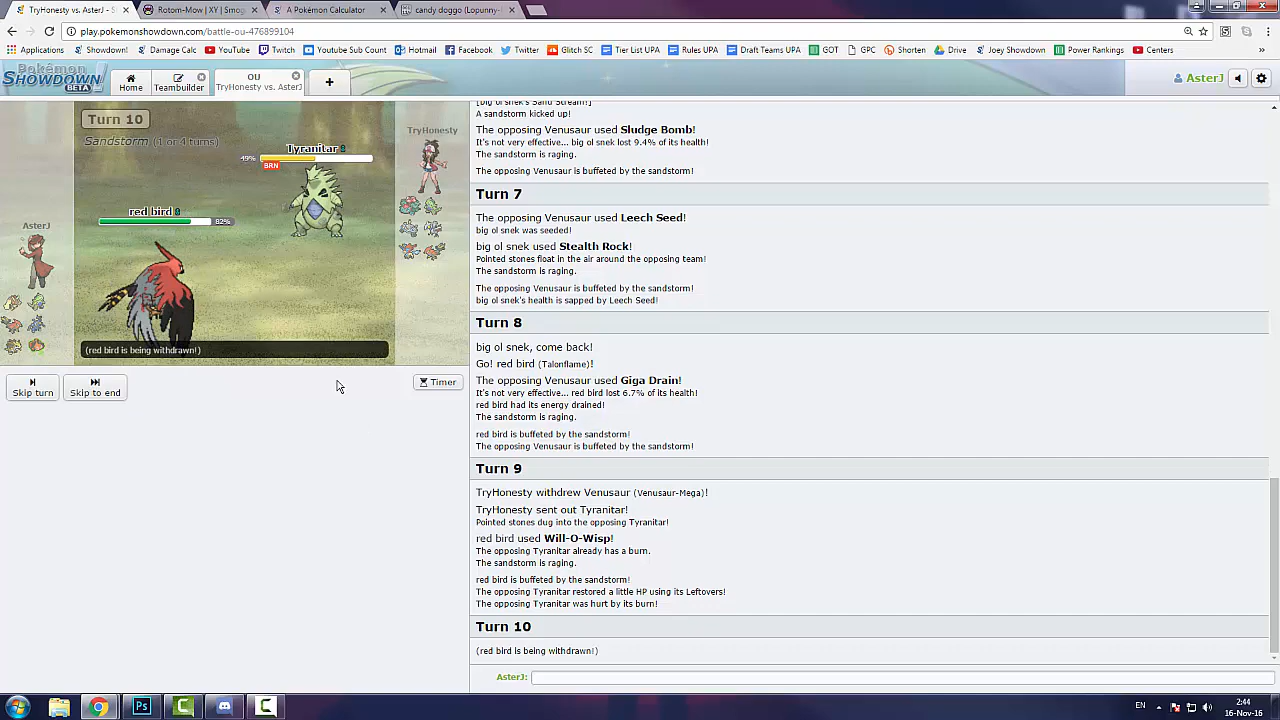 TryHonesty vs. AsterJ - S
Rotom-Mow | XY | Smog
A Pokémon Calculator
candy doggo (Lopunny-
play.pokemonshowdown.com/battle-ou-476899104
Applications
Showdown!
Damage Calc
YouTube
Twitch
Youtube Sub Count
Hotmail
Facebook
Twitter
Glitch SC
Tier List UPA
Rules UPA
Draft Teams UPA
GOT
GPC
Shorten
Drive
Joey Showdown
Power Rankings
Centers
POKÉMON
SHOWDOWN
BETA
Home
Teambuilder
OU
TryHonesty vs. AsterJ
+
AsterJ
Turn 10
Sandstorm (1 or 4 turns)
Tyranitar
49%
BRN
red bird
82%
TryHonesty
AsterJ
(red bird is being withdrawn!)
Skip turn
Skip to end
Timer
[big ol snek's Sand Stream!]
A sandstorm kicked up!
The opposing Venusaur used Sludge Bomb!
It's not very effective... big ol snek lost 9.4% of its health!
The sandstorm is raging.
The opposing Venusaur is buffeted by the sandstorm!
Turn 7
The opposing Venusaur used Leech Seed!
big ol snek was seeded!
big ol snek used Stealth Rock!
Pointed stones float in the air around the opposing team!
The sandstorm is raging.
The opposing Venusaur is buffeted by the sandstorm!
big ol snek's health is sapped by Leech Seed!
Turn 8
big ol snek, come back!
Go! red bird (Talonflame)!
The opposing Venusaur used Giga Drain!
It's not very effective... red bird lost 6.7% of its health!
red bird had its energy drained!
The sandstorm is raging.
red bird is buffeted by the sandstorm!
The opposing Venusaur is buffeted by the sandstorm!
Turn 9
TryHonesty withdrew Venusaur (Venusaur-Mega)!
TryHonesty sent out Tyranitar!
Pointed stones dug into the opposing Tyranitar!
red bird used Will-O-Wisp!
The opposing Tyranitar already has a burn.
The sandstorm is raging.
red bird is buffeted by the sandstorm!
The opposing Tyranitar restored a little HP using its Leftovers!
The opposing Tyranitar was hurt by its burn!
Turn 10
(red bird is being withdrawn!)
AsterJ:
Ps
EN
2:44
16-Nov-16